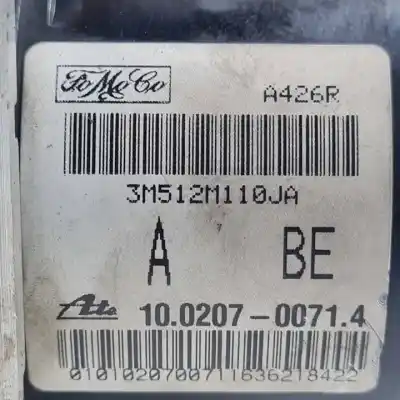 FoMoCo A426R
3M512M110JA
A BE
Ate 10.0207-0071.4
0101020700711636218422